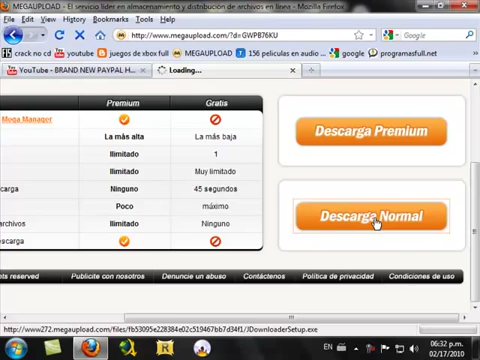 MEGAUPLOAD - El servicio líder en almacenamiento y distribución de archivos en línea - Mozilla Firefox
Edit View History Bookmarks Tools Help
http://www.megaupload.com/?d=GWPB76KU
Google
crack no cd youtube juegos de xbox full MEGAUPLOAD 156 peliculas en audio... google programasfull.net
YouTube - BRAND NEW PAYPAL H...
Loading...
Premium Gratis
Mega Manager
La más alta La más baja
Ilimitado 1
Ilimitado Muy limitado
carga Ninguno 45 segundos
Poco máximo
archivos Ilimitado Ninguno
escarga
Descarga Premium
Descarga Normal
nts reserved Publicite con nosotros Denuncie un abuso Contáctenos Política de privacidad Condiciones de uso
http://www272.megaupload.com/files/fb53095e228384e02c519467bb7d3f41/JDownloaderSetup.exe
EN
06:32 p.m.
02/17/2010